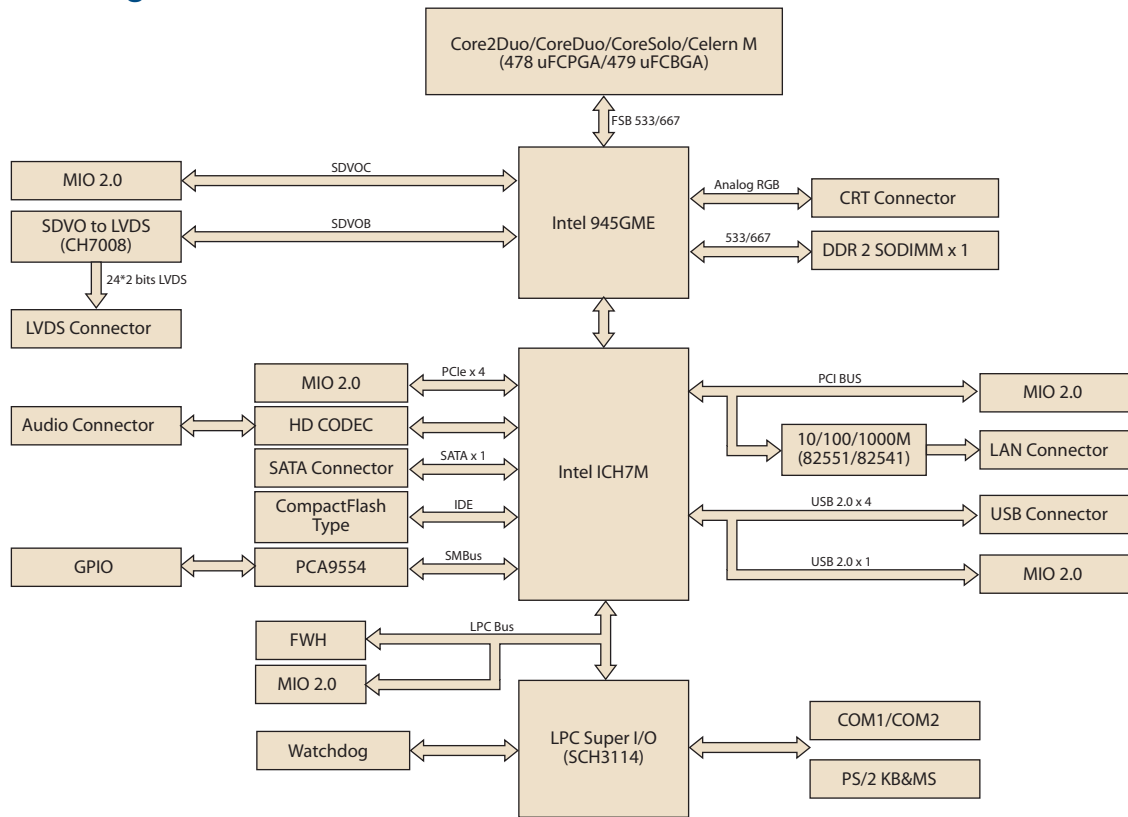 Core2Duo/CoreDuo/CoreSolo/Celern M
(478 uFCPGA/479 uFCBGA)
FSB 533/667
SDVOC
MIO 2.0
Analog RGB
CRT Connector
Intel 945GME
SDVO to LVDS
(CH7008)
SDVOB
533/667
DDR 2 SODIMM x 1
24*2 bits LVDS
LVDS Connector
MIO 2.0
PCIe x 4
PCI BUS
MIO 2.0
Audio Connector
HD CODEC
10/100/1000M
(82551/82541)
LAN Connector
SATA Connector
SATA x 1
Intel ICH7M
CompactFlash
Type
IDE
USB 2.0 x 4
USB Connector
GPIO
PCA9554
SMBus
USB 2.0 x 1
MIO 2.0
FWH
LPC Bus
MIO 2.0
COM1/COM2
Watchdog
LPC Super I/O
(SCH3114)
PS/2 KB&MS